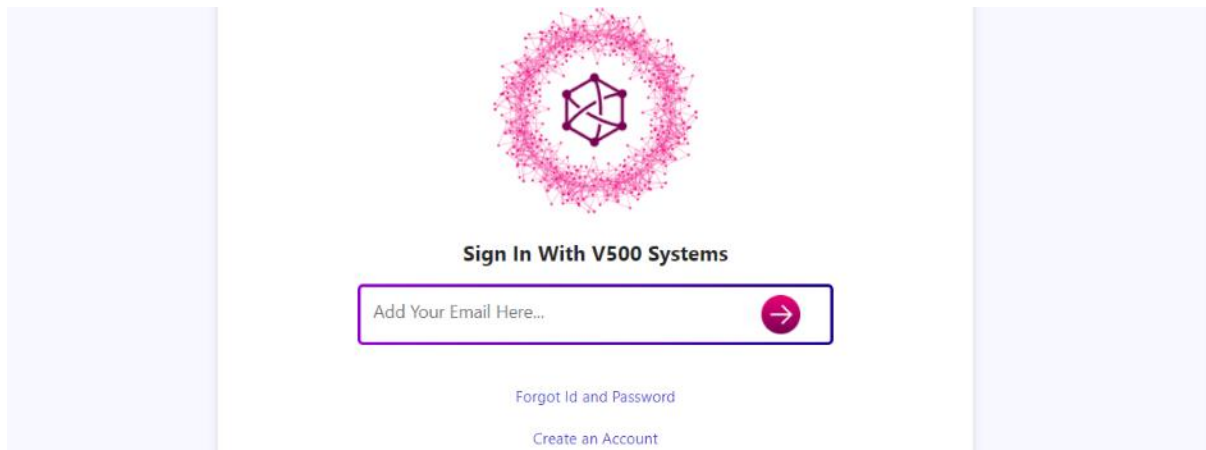 Sign In With V500 Systems
Add Your Email Here...
Forgot Id and Password
Create an Account